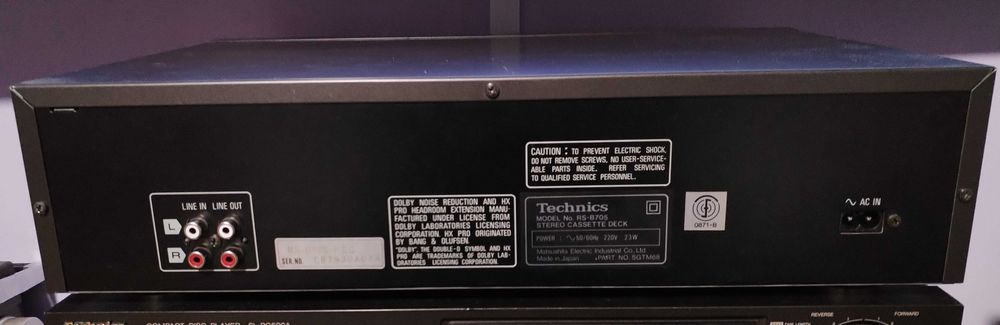 CAUTION : TO PREVENT ELECTRIC SHOCK,
DO NOT REMOVE SCREWS, NO USER-SERVICE-
ABLE PARTS INSIDE. REFER SERVICING
TO QUALIFIED SERVICE PERSONNEL.
LINE IN LINE OUT
L
R
SER.NO.
DOLBY NOISE REDUCTION AND HX
PRO HEADROOM EXTENSION MANU-
FACTURED UNDER LICENSE FROM
DOLBY LABORATORIES LICENSING
CORPORATION. HX PRO ORIGINATED
BY BANG & OLUFSEN.
"DOLBY", THE DOUBLE-D SYMBOL AND HX
PRO ARE TRADEMARKS OF DOLBY LAB-
ORATORIES LICENSING CORPORATION.
Technics
MODEL No. RS-B705
STEREO CASSETTE DECK
POWER : ∿50/60Hz 220V 23W
Matsushita Electric Industrial Co., Ltd.
Made in Japan PART NO. SGTM68
0871-B
∿ AC IN
Technics COMPACT DISC PLAYER
REVERSE FORWARD